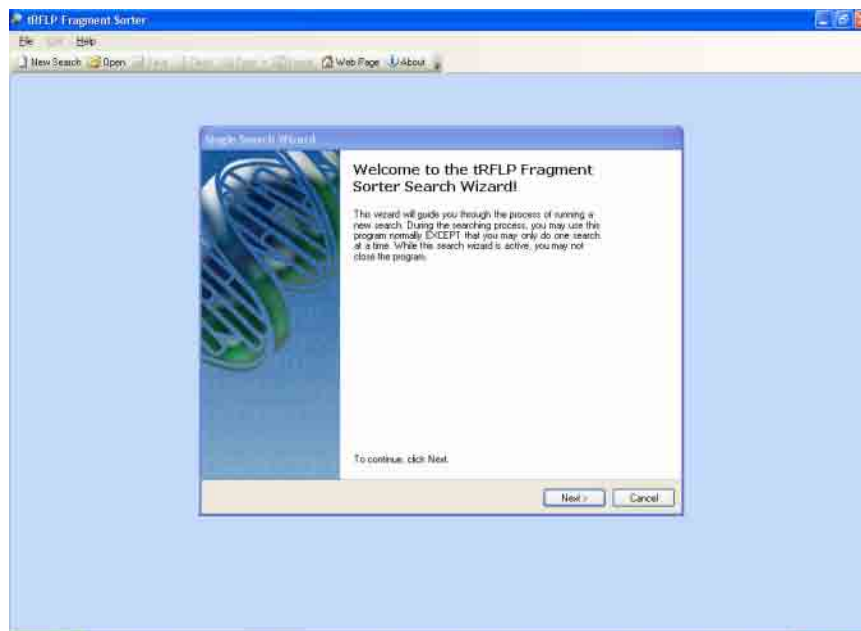 tRFLP Fragment Sorter
File Edit Help
New Search Open Web Page About
Single Search Wizard
Welcome to the tRFLP Fragment
Sorter Search Wizard!
This wizard will guide you through the process of running a
new search. During the searching process, you may use this
program normally EXCEPT that you may only do one search
at a time. While this search wizard is active, you may not
close the program.
To continue, click Next.
Next > Cancel